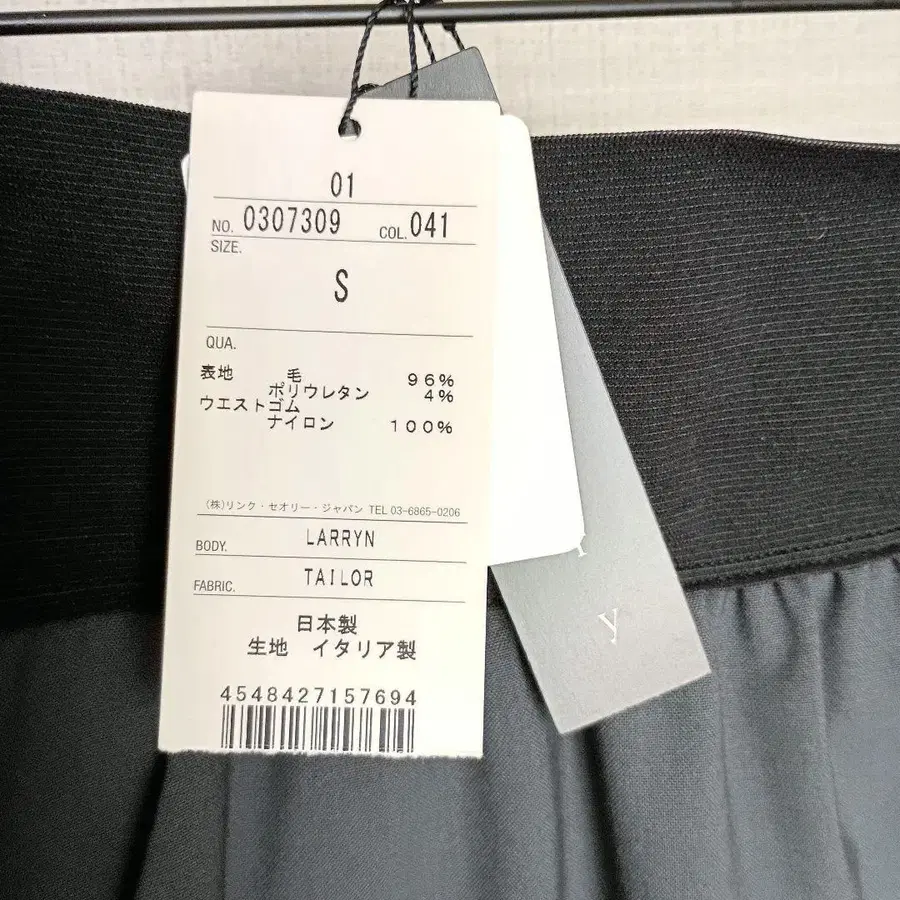 01
NO. 0307309 COL. 041
SIZE.
S
QUA.
表地 毛 96%
ポリウレタン 4%
ウエストゴム
ナイロン 100%
(株)リンク・セオリー・ジャパン TEL 03-6865-0206
BODY. LARRYN
FABRIC. TAILOR
日本製
生地 イタリア製
4548427157694
y